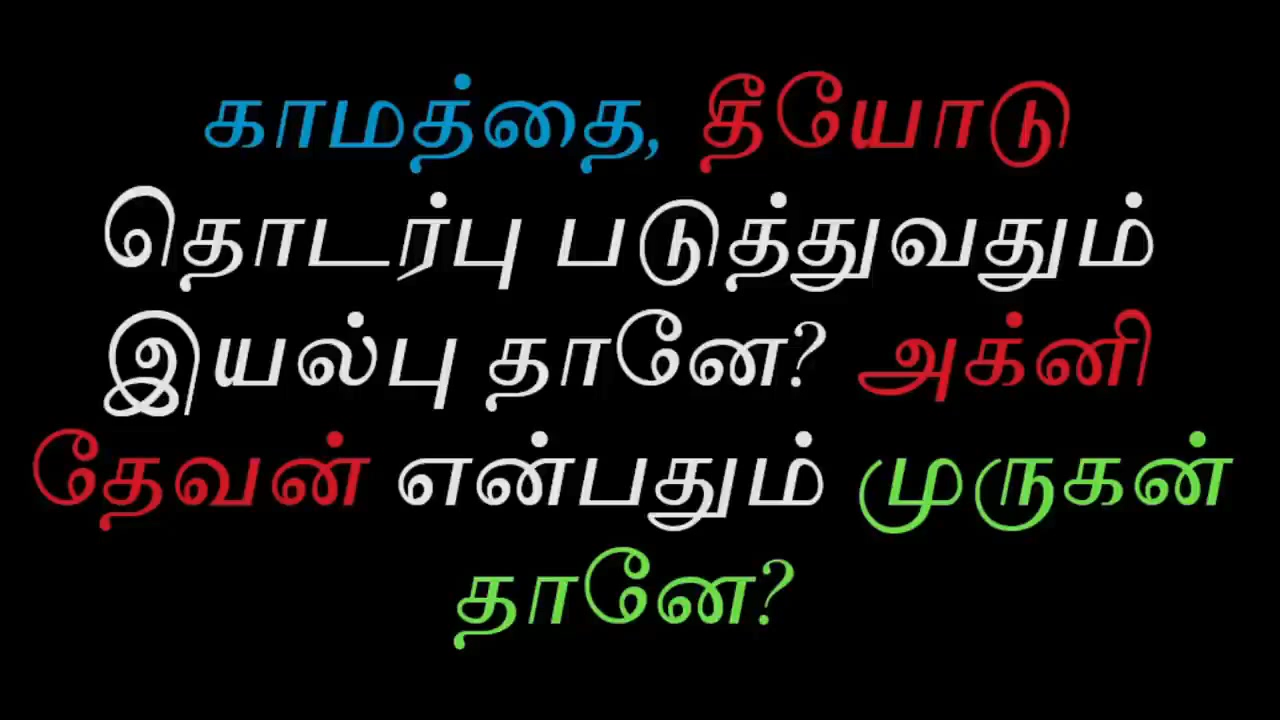 காமத்தை, தீயோடு
தொடர்பு படுத்துவதும்
இயல்பு தானே? அக்னி
தேவன் என்பதும் முருகன்
தானே?